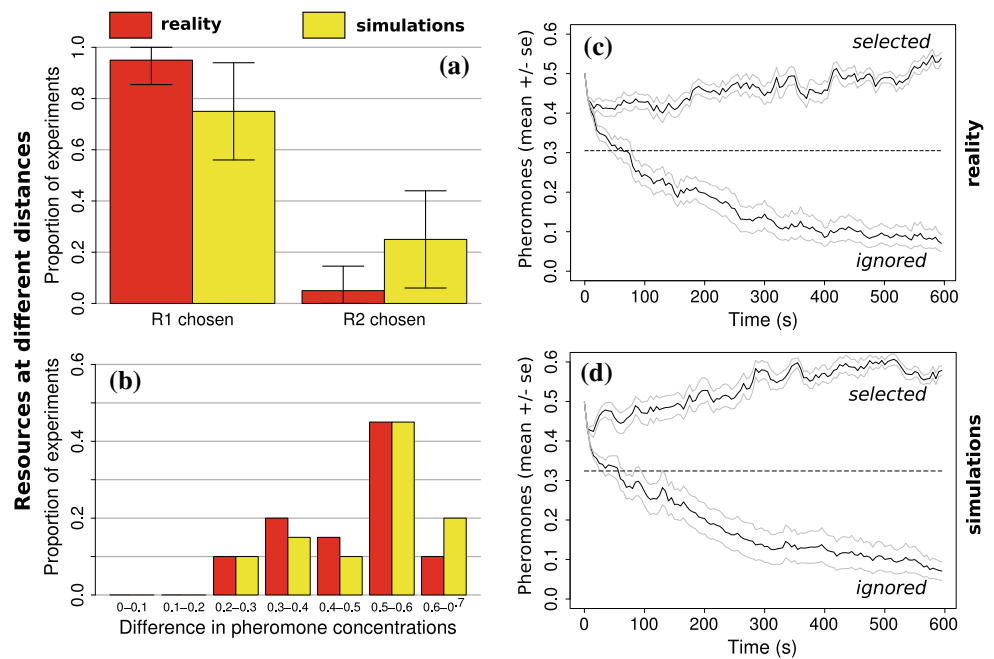 reality
simulations
Resources at different distances
(a)
Proportion of experiments
1.0
0.8
0.6
0.4
0.2
0.0
R1 chosen
R2 chosen
(b)
Proportion of experiments
0.6
0.4
0.2
0.0
0–0.1
0.1–0.2
0.2–0.3
0.3–0.4
0.4–0.5
0.5–0.6
0.6–0.7
Difference in pheromone concentrations
(c)
selected
ignored
Pheromones (mean +/- se)
0.6
0.5
0.4
0.3
0.2
0.1
0.0
0 100 200 300 400 500 600
Time (s)
reality
(d)
selected
ignored
Pheromones (mean +/- se)
0.6
0.5
0.4
0.3
0.2
0.1
0.0
0 100 200 300 400 500 600
Time (s)
simulations